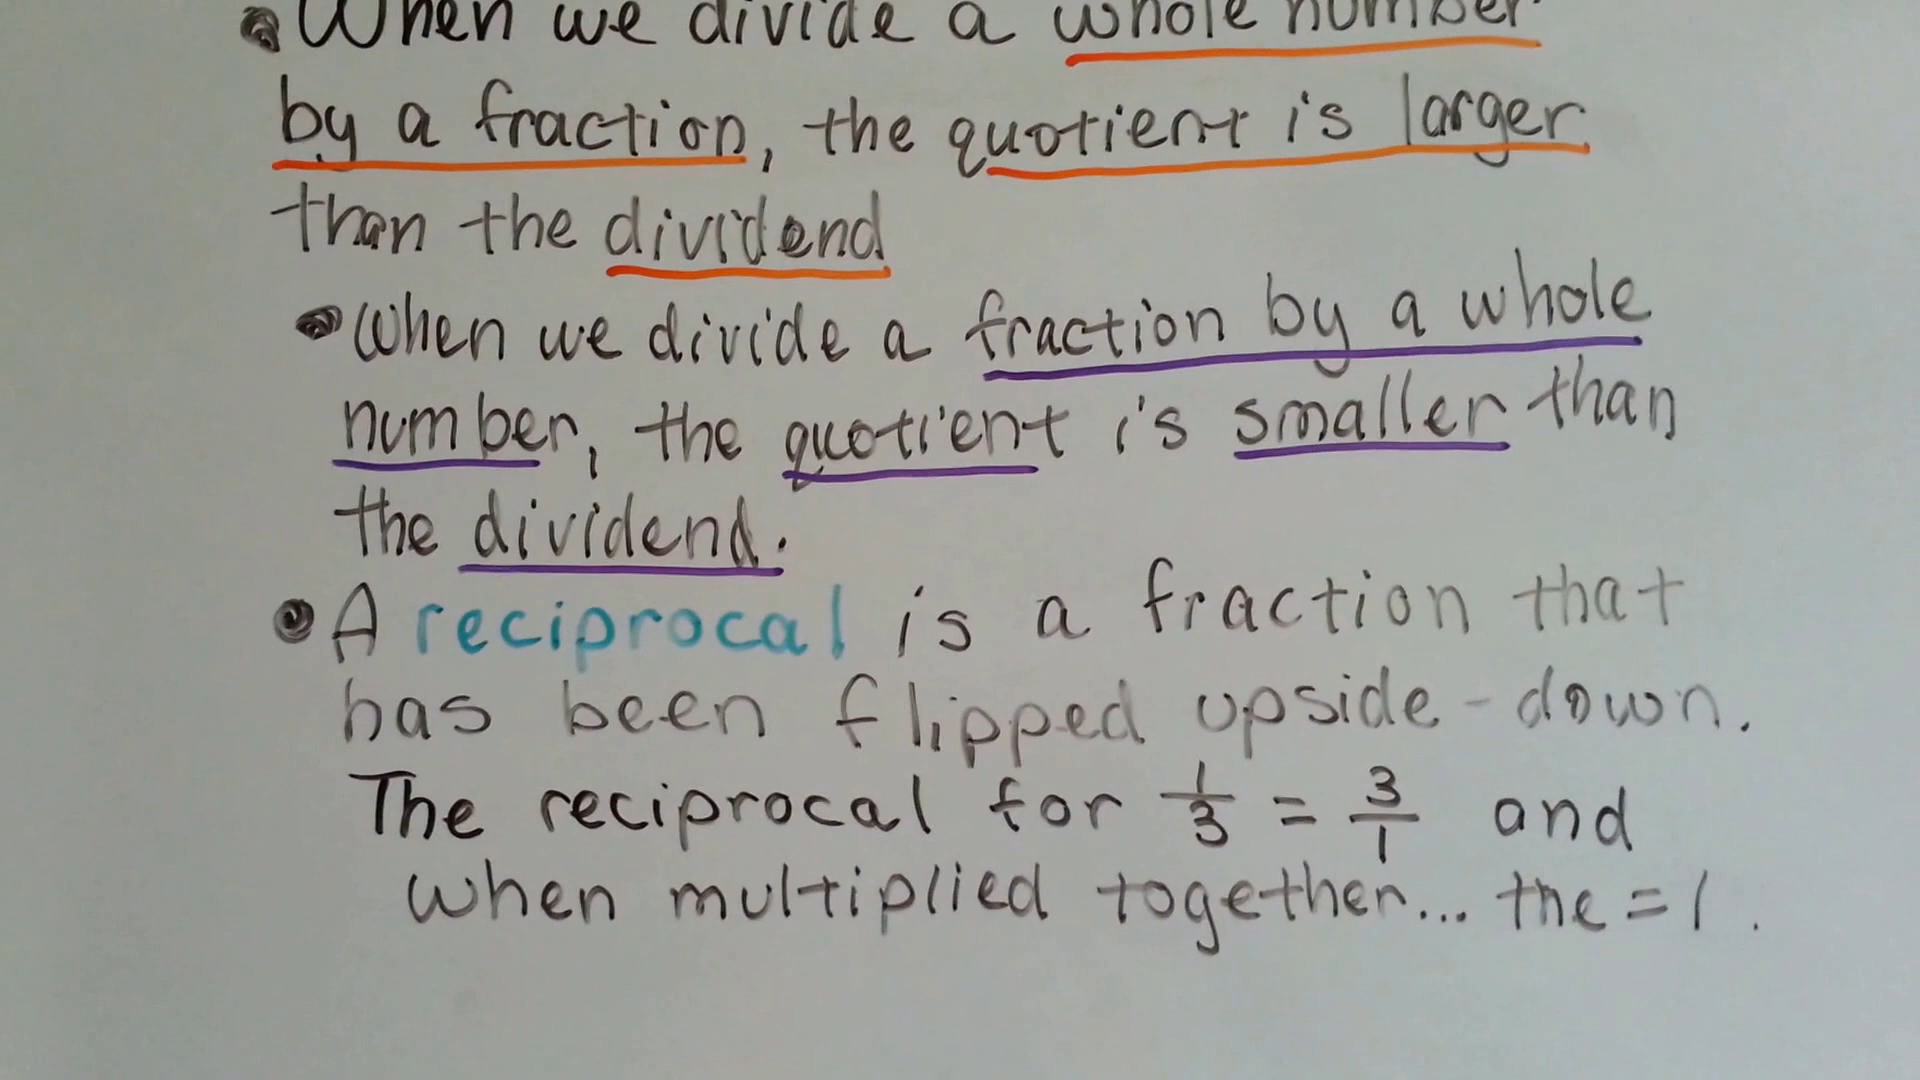 When we divide a whole number
by a fraction, the quotient is larger
than the dividend
When we divide a fraction by a whole
number, the quotient is smaller than
the dividend.
A reciprocal is a fraction that
has been flipped upside-down.
The reciprocal for 1/3 = 3/1 and
when multiplied together... the = 1.